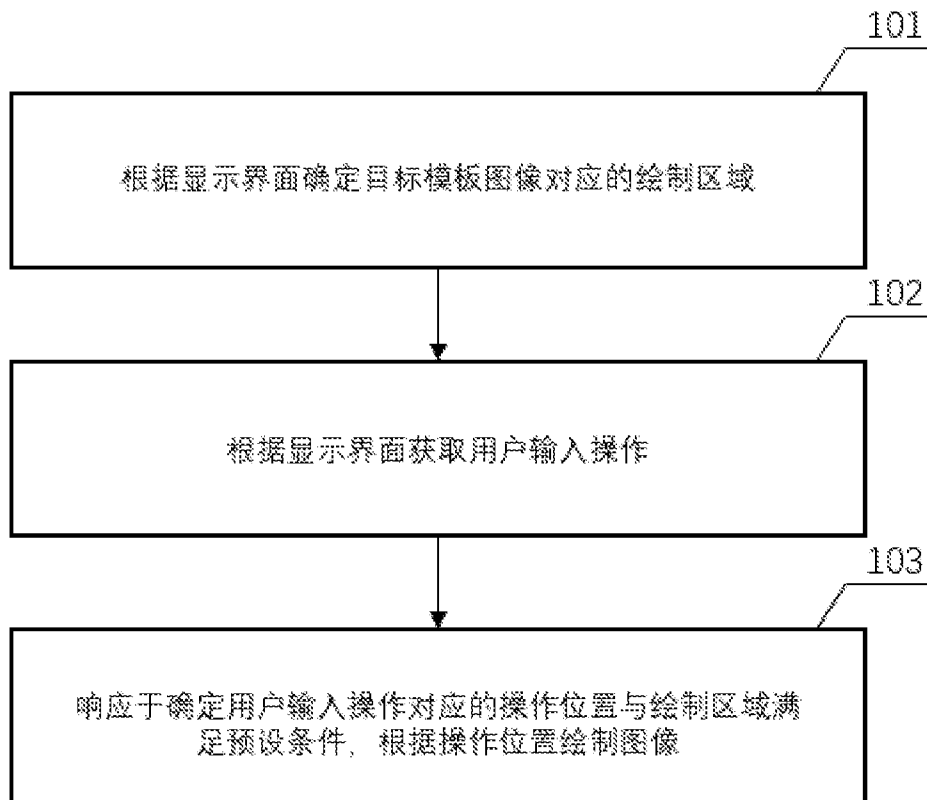 101
根据显示界面确定目标模板图像对应的绘制区域
102
根据显示界面获取用户输入操作
103
响应于确定用户输入操作对应的操作位置与绘制区域满
足预设条件，根据操作位置绘制图像